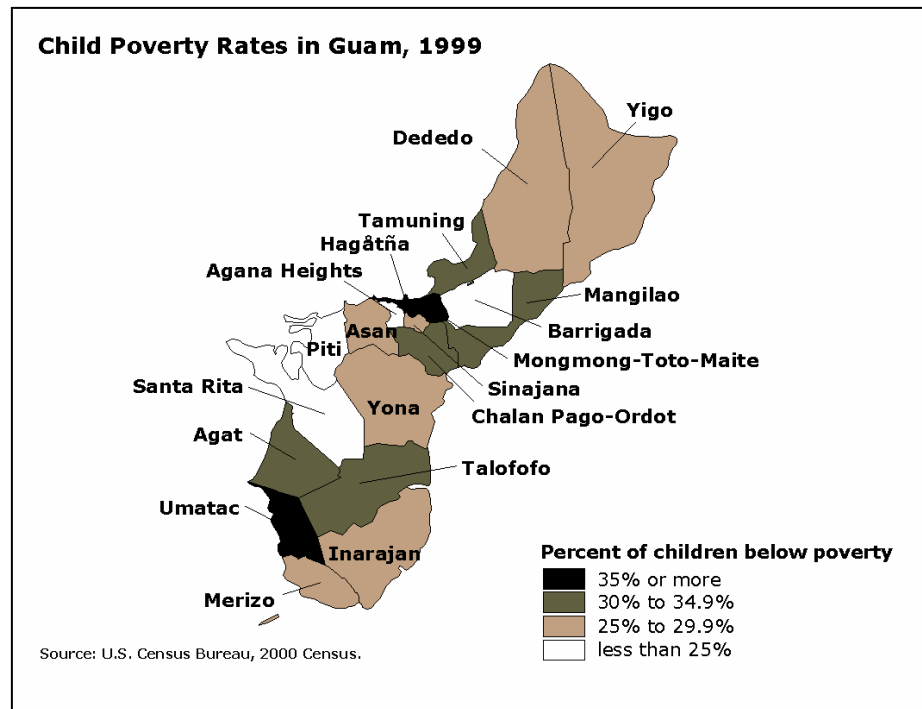 Child Poverty Rates in Guam, 1999
Yigo
Dededo
Tamuning
Hagåtña
Agana Heights
Mangilao
Asan
Barrigada
Piti
Mongmong-Toto-Maite
Santa Rita
Sinajana
Yona
Chalan Pago-Ordot
Agat
Talofofo
Umatac
Inarajan
Merizo
Percent of children below poverty
35% or more
30% to 34.9%
25% to 29.9%
less than 25%
Source: U.S. Census Bureau, 2000 Census.